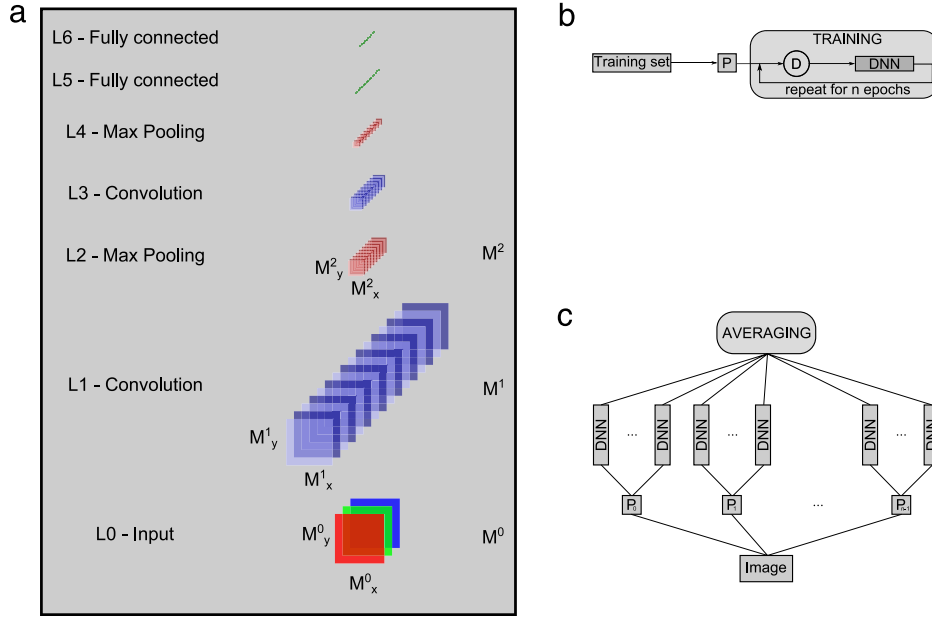 a
L6 - Fully connected
L5 - Fully connected
L4 - Max Pooling
L3 - Convolution
L2 - Max Pooling
M²y
M²x
M²
L1 - Convolution
M¹y
M¹x
M¹
L0 - Input
M⁰y
M⁰x
M⁰
b
TRAINING
Training set
P
D
DNN
repeat for n epochs
c
AVERAGING
DNN ... DNN DNN ... DNN DNN ... DNN
P0 P1 ... Pn-1
Image